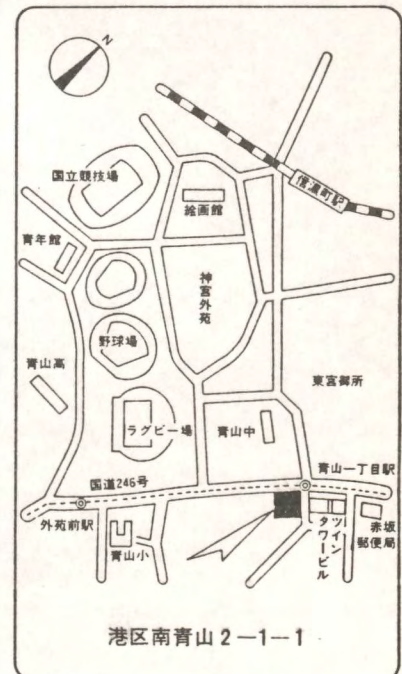 N
国立競技場
信濃町駅
絵画館
青年館
神宮外苑
野球場
青山高
東宮御所
ラグビー場
青山中
国道246号
青山一丁目駅
外苑前駅
青山小
ツイン
タワービル
赤坂
郵便局
港区南青山2-1-1